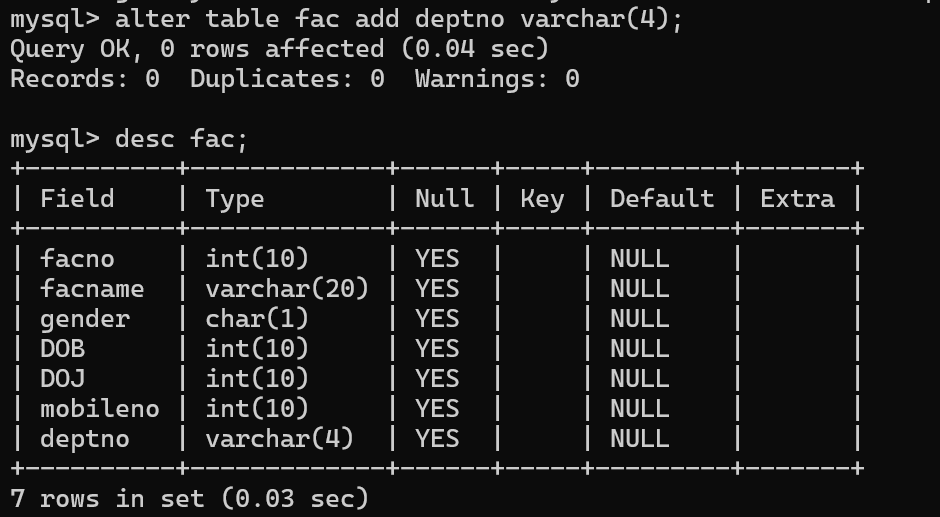 mysql> alter table fac add deptno varchar(4);
Query OK, 0 rows affected (0.04 sec)
Records: 0  Duplicates: 0  Warnings: 0

mysql> desc fac;
+----------+-------------+------+-----+---------+-------+
| Field    | Type        | Null | Key | Default | Extra |
+----------+-------------+------+-----+---------+-------+
| facno    | int(10)     | YES  |     | NULL    |       |
| facname  | varchar(20) | YES  |     | NULL    |       |
| gender   | char(1)     | YES  |     | NULL    |       |
| DOB      | int(10)     | YES  |     | NULL    |       |
| DOJ      | int(10)     | YES  |     | NULL    |       |
| mobileno | int(10)     | YES  |     | NULL    |       |
| deptno   | varchar(4)  | YES  |     | NULL    |       |
+----------+-------------+------+-----+---------+-------+
7 rows in set (0.03 sec)